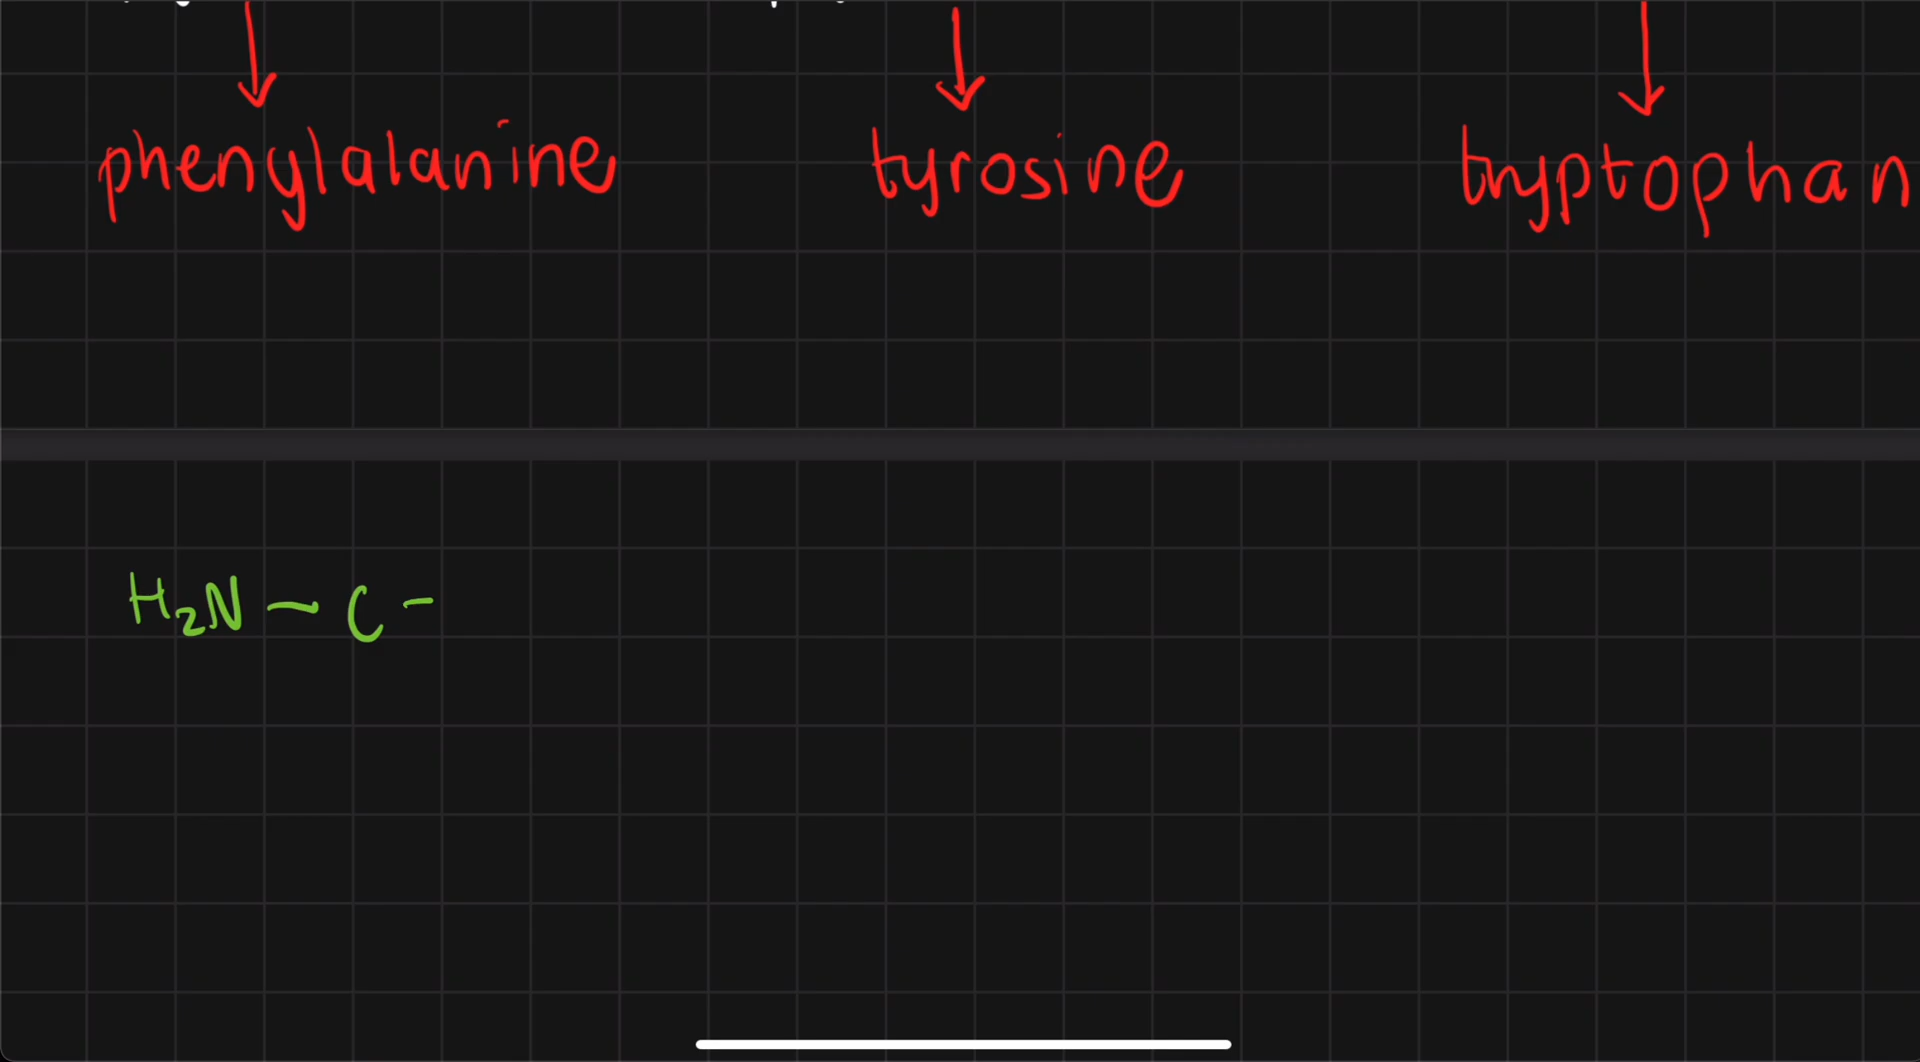 phenylalanine tyrosine tryptophan
H₂N - C -